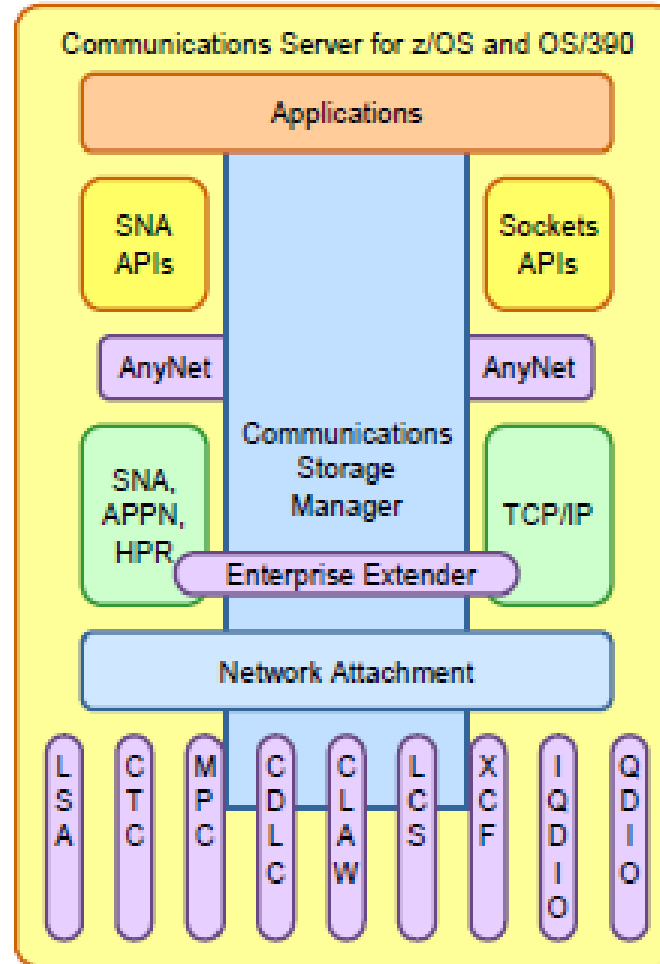 Communications Server for z/OS and OS/390
Applications
SNA
APIs
Sockets
APIs
AnyNet
AnyNet
Communications
Storage
Manager
SNA,
APPN,
HPR
TCP/IP
Enterprise Extender
Network Attachment
LSA
CTC
MPC
CDLC
CLAW
LCS
XCF
IQDIO
QDIO